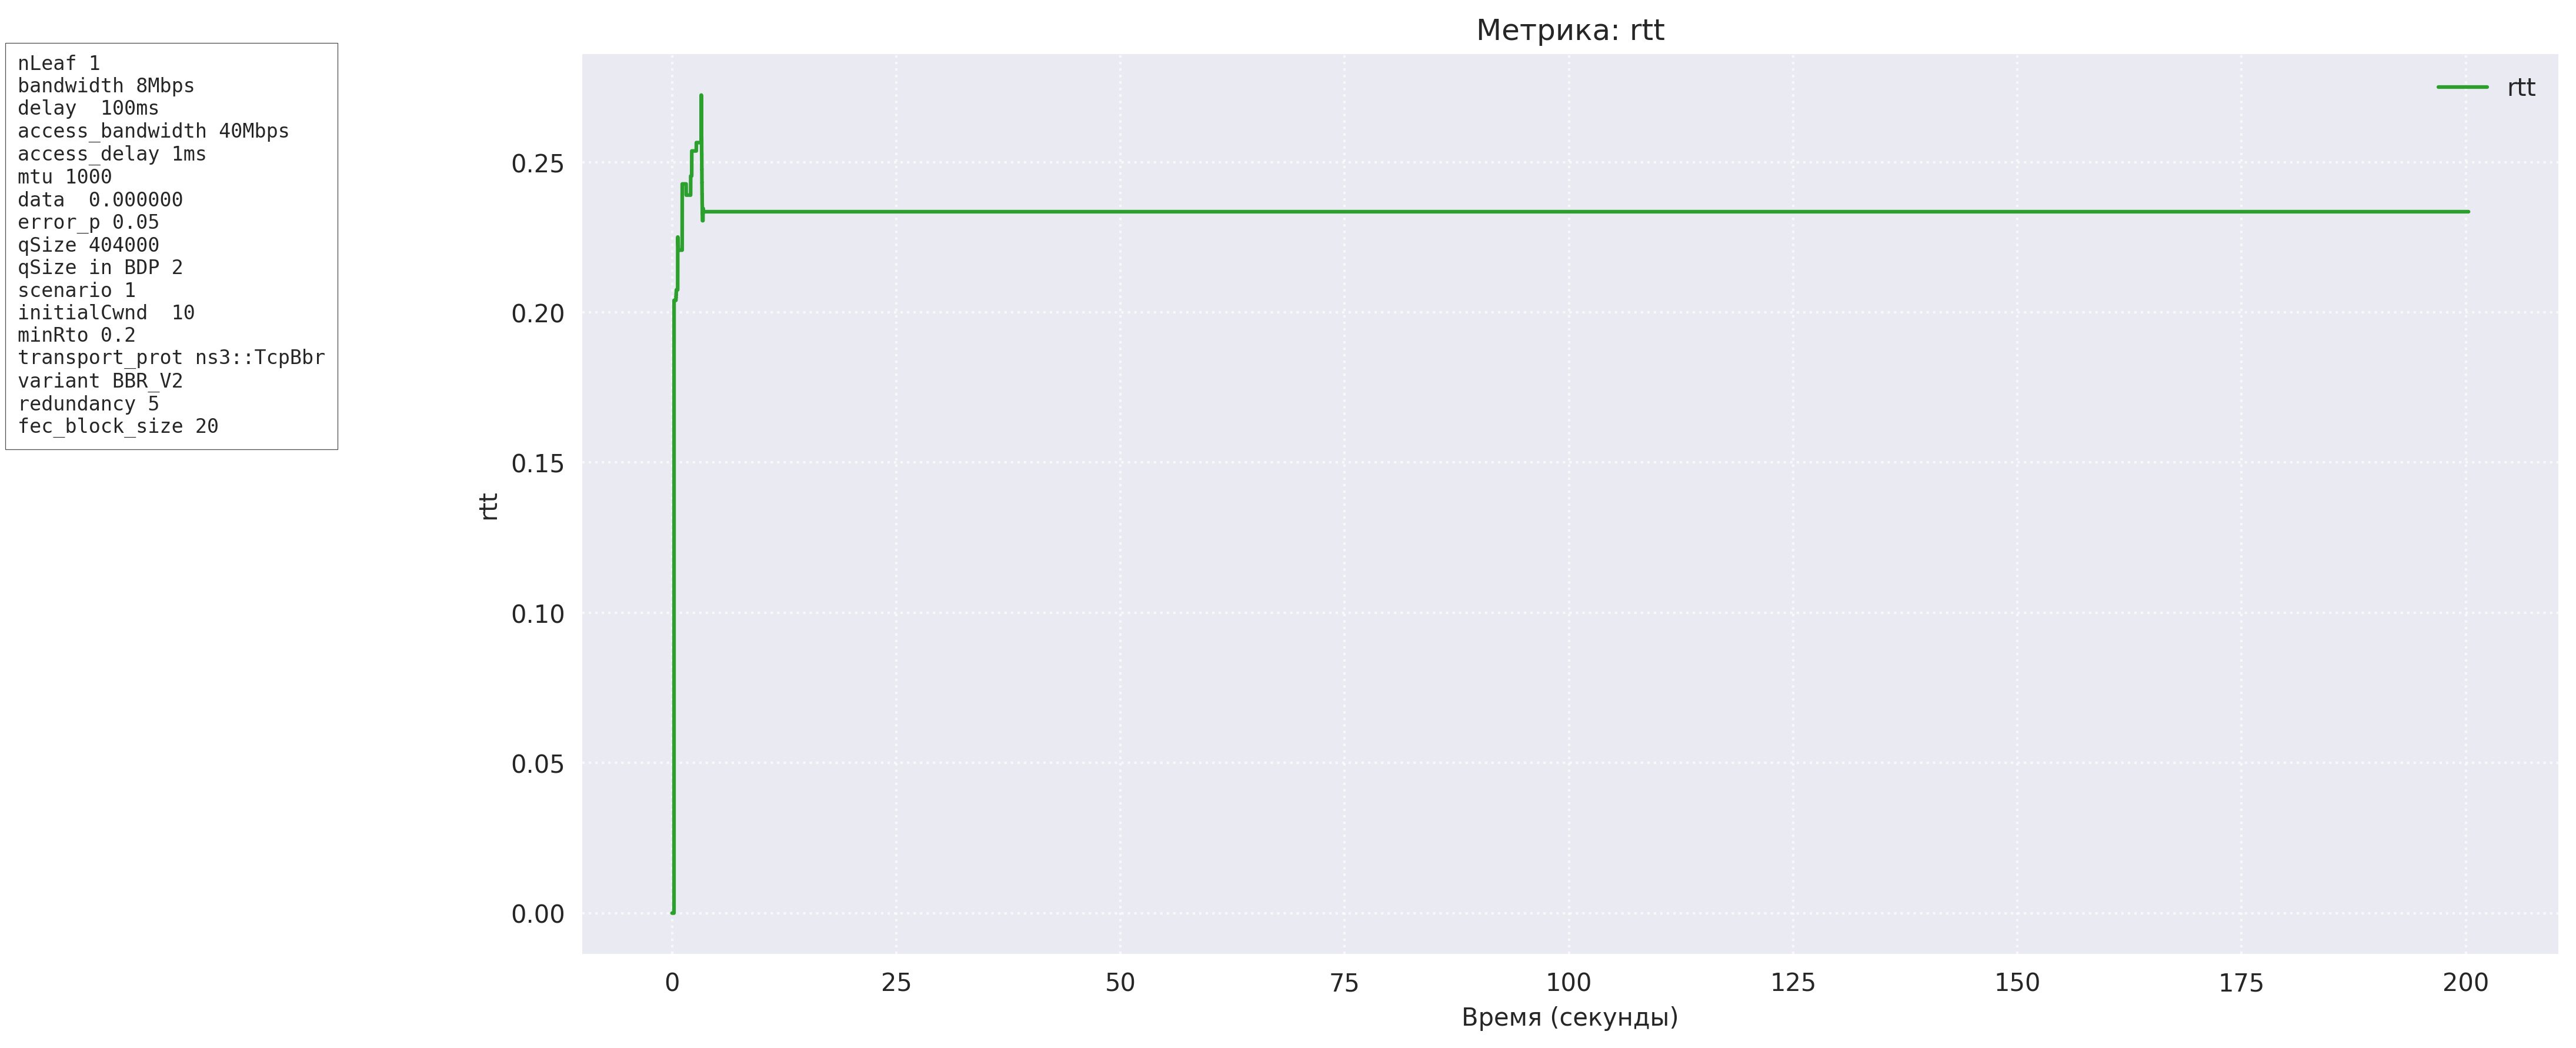 Метрика: rtt
nLeaf 1
bandwidth 8Mbps
delay  100ms
access_bandwidth 40Mbps
access_delay 1ms
mtu 1000
data  0.000000
error_p 0.05
qSize 404000
qSize in BDP 2
scenario 1
initialCwnd  10
minRto 0.2
transport_prot ns3::TcpBbr
variant BBR_V2
redundancy 5
fec_block_size 20
rtt
rtt
0.25
0.20
0.15
0.10
0.05
0.00
0 25 50 75 100 125 150 175 200
Время (секунды)